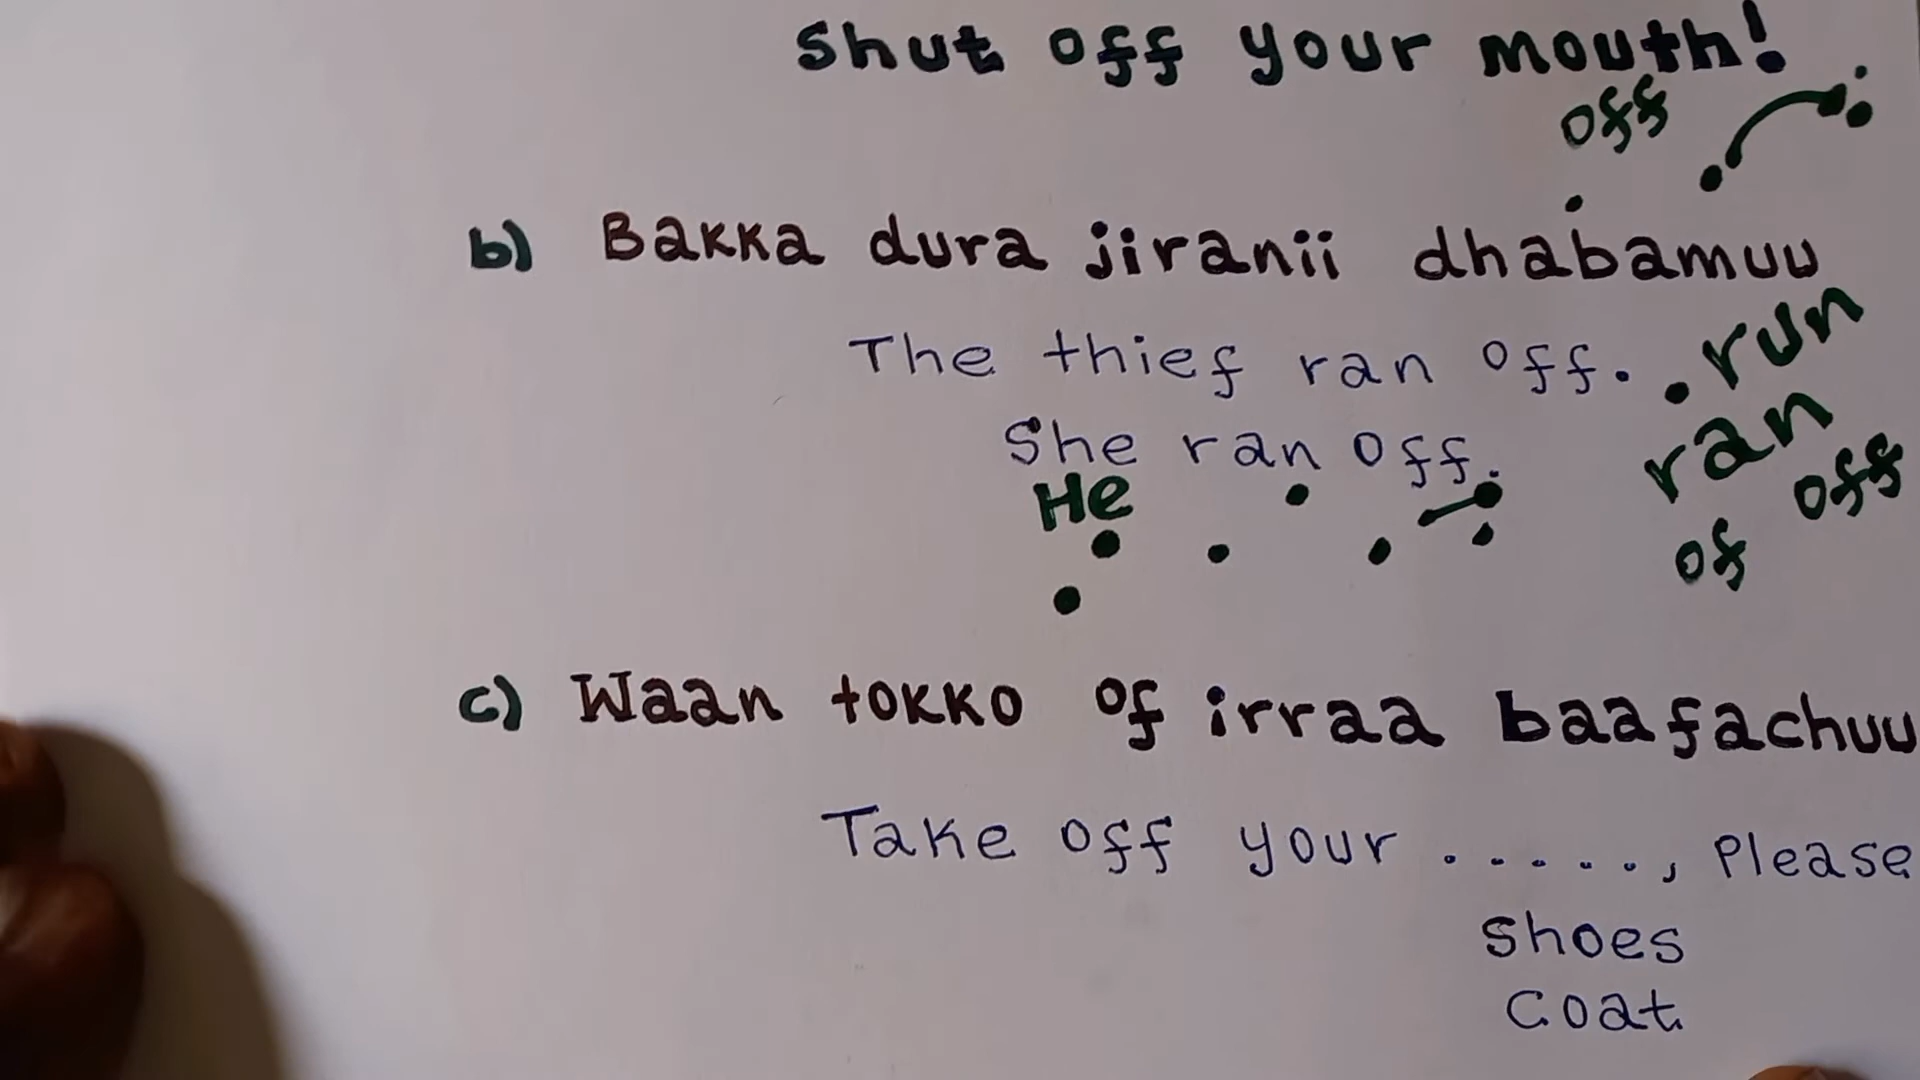 Shut off your mouth!
off
b) Bakka dura jiranii dhabamuu
The thief ran off.
run
She ran off.
ran
He
of off
c) Waan tokko of irraa baafachuu
Take off your ....., Please
Shoes
Coat